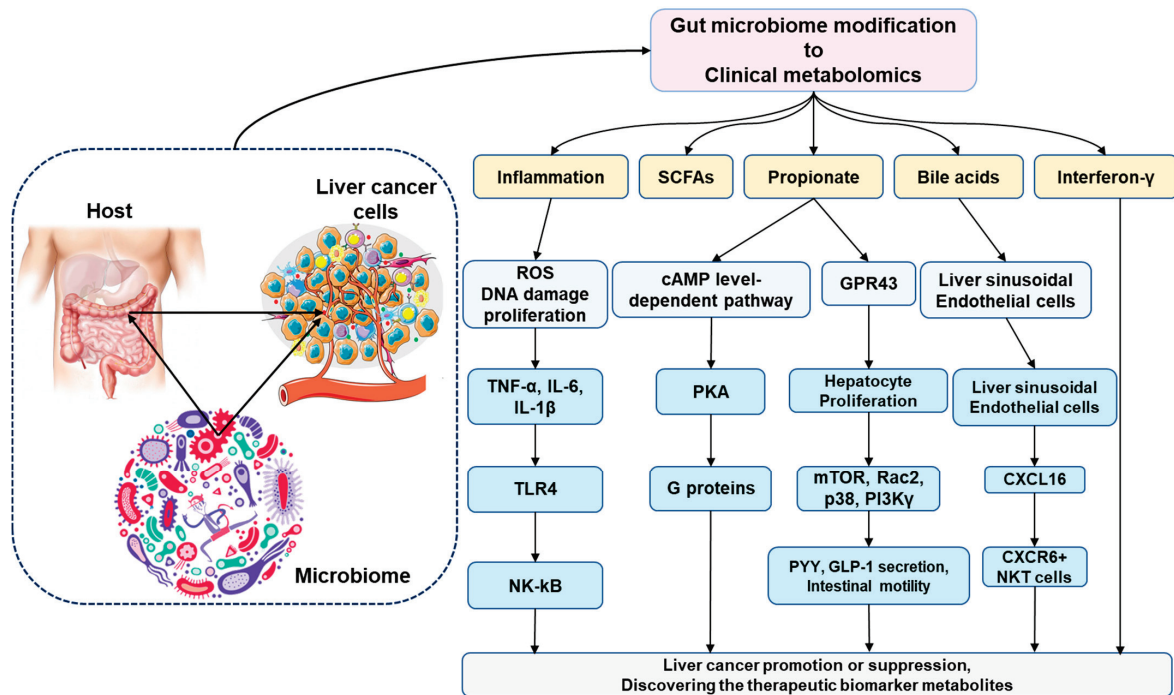 Gut microbiome modification
to
Clinical metabolomics
Host
Liver cancer
cells
Microbiome
Inflammation
SCFAs
Propionate
Bile acids
Interferon-γ
ROS
DNA damage
proliferation
cAMP level-
dependent pathway
GPR43
Liver sinusoidal
Endothelial cells
TNF-α, IL-6,
IL-1β
PKA
Hepatocyte
Proliferation
Liver sinusoidal
Endothelial cells
TLR4
G proteins
mTOR, Rac2,
p38, PI3Kγ
CXCL16
NK-kB
PYY, GLP-1 secretion,
Intestinal motility
CXCR6+
NKT cells
Liver cancer promotion or suppression,
Discovering the therapeutic biomarker metabolites